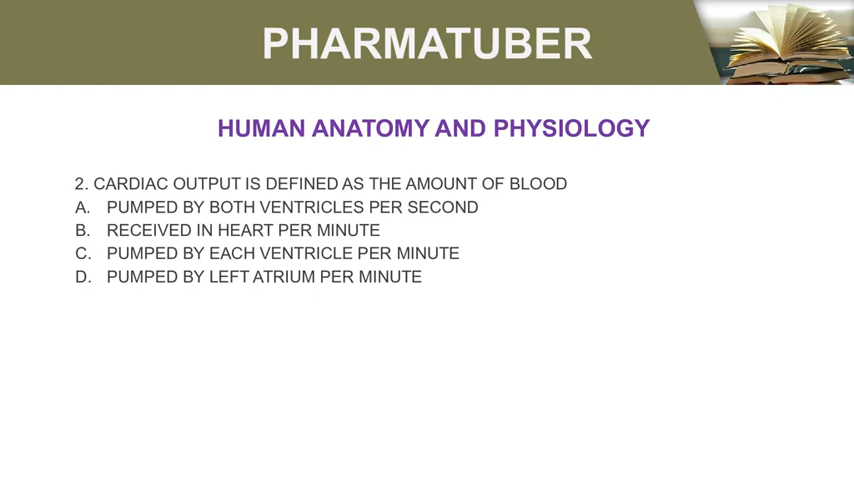 PHARMATUBER
HUMAN ANATOMY AND PHYSIOLOGY
2. CARDIAC OUTPUT IS DEFINED AS THE AMOUNT OF BLOOD
A. PUMPED BY BOTH VENTRICLES PER SECOND
B. RECEIVED IN HEART PER MINUTE
C. PUMPED BY EACH VENTRICLE PER MINUTE
D. PUMPED BY LEFT ATRIUM PER MINUTE